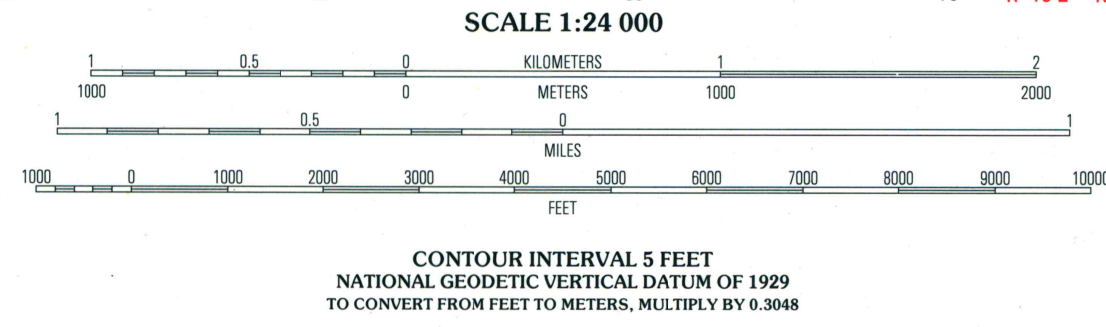 SCALE 1:24 000
1 0.5 0 KILOMETERS 1 2
1000 0 METERS 1000 2000
1 0.5 0 1
MILES
1000 0 1000 2000 3000 4000 5000 6000 7000 8000 9000 10000
FEET
CONTOUR INTERVAL 5 FEET
NATIONAL GEODETIC VERTICAL DATUM OF 1929
TO CONVERT FROM FEET TO METERS, MULTIPLY BY 0.3048